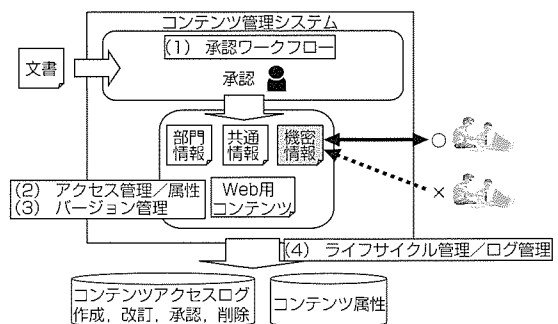 コンテンツ管理システム
(1) 承認ワークフロー
文書
承認
部門
情報
共通
情報
機密
情報
○
×
(2) アクセス管理/属性
(3) バージョン管理
Web用
コンテンツ
(4) ライフサイクル管理/ログ管理
コンテンツアクセスログ
作成，改訂，承認，削除
コンテンツ属性